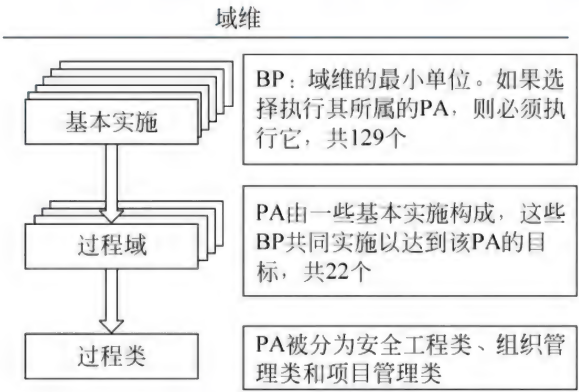 域维
基本实施
BP：域维的最小单位。如果选
择执行其所属的PA，则必须执
行它，共129个
过程域
PA由一些基本实施构成，这些
BP共同实施以达到该PA的目
标，共22个
过程类
PA被分为安全工程类、组织管
理类和项目管理类